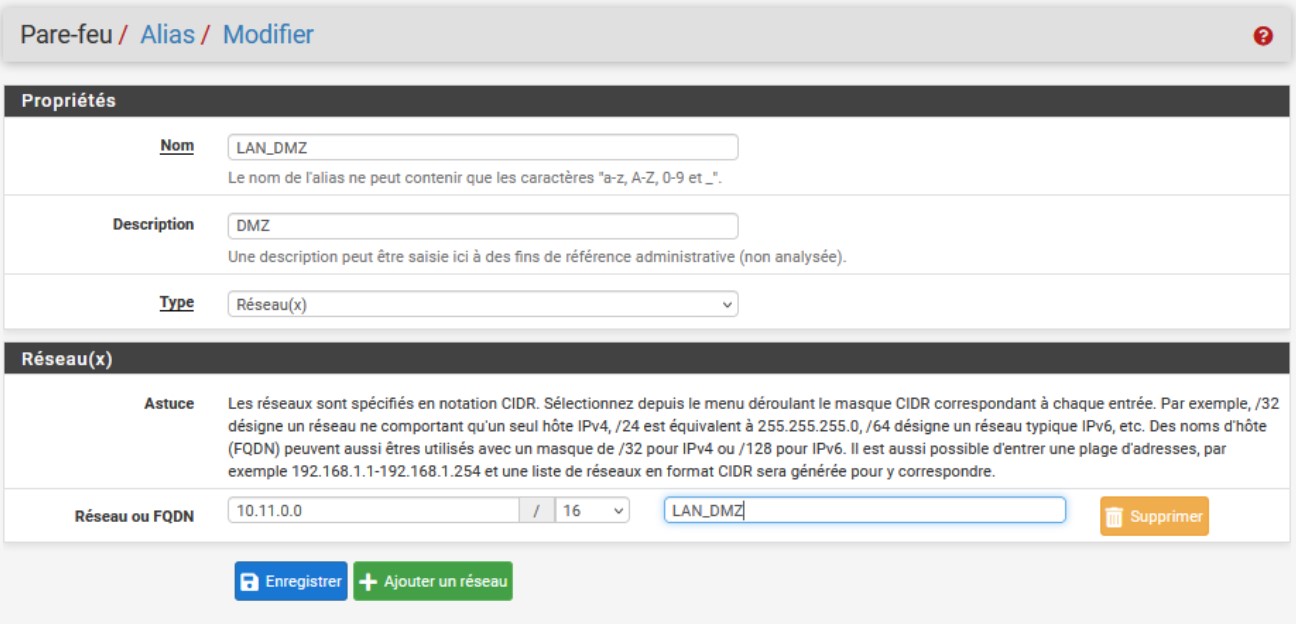 Pare-feu / Alias / Modifier
Propriétés
Nom LAN_DMZ
Le nom de l'alias ne peut contenir que les caractères "a-z, A-Z, 0-9 et _".
Description DMZ
Une description peut être saisie ici à des fins de référence administrative (non analysée).
Type Réseau(x)
Réseau(x)
Astuce Les réseaux sont spécifiés en notation CIDR. Sélectionnez depuis le menu déroulant le masque CIDR correspondant à chaque entrée. Par exemple, /32
désigne un réseau ne comportant qu'un seul hôte IPv4, /24 est équivalent à 255.255.255.0, /64 désigne un réseau typique IPv6, etc. Des noms d'hôte
(FQDN) peuvent aussi êtres utilisés avec un masque de /32 pour IPv4 ou /128 pour IPv6. Il est aussi possible d'entrer une plage d'adresses, par
exemple 192.168.1.1-192.168.1.254 et une liste de réseaux en format CIDR sera générée pour y correspondre.
Réseau ou FQDN 10.11.0.0 / 16 LAN_DMZ Supprimer
Enregistrer Ajouter un réseau